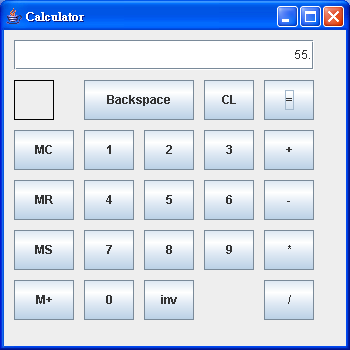 Calculator
55.
Backspace CL =
MC 1 2 3 +
MR 4 5 6 -
MS 7 8 9 *
M+ 0 inv /